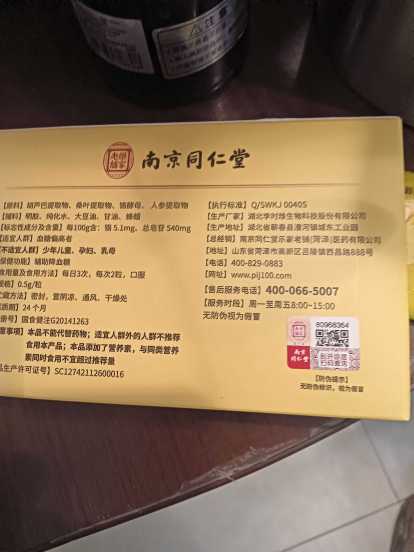 南京同仁堂
【原料】葫芦巴提取物、桑叶提取物、铬酵母、人参提取物
【辅料】明胶、纯化水、大豆油、甘油、蜂蜡
【标志性成分及含量】每100g含：铬 5.1mg、总皂苷 540mg
【适宜人群】血糖偏高者
【不适宜人群】少年儿童、孕妇、乳母
保健功能】辅助降血糖
食用量及食用方法】每日3次，每次2粒，口服
规格】0.5g/粒
贮藏方法】密封，置阴凉、通风、干燥处
质期】24个月
号】国食健注G20141263
意事项】本品不能代替药物；适宜人群外的人群不推荐
食用本产品；本品添加了营养素，与同类营养
素同时食用不宜超过推荐量
品生产许可证号】SC12742112600016
【执行标准】Q/SWKJ 0040S
【生产厂家】湖北李时珍生物科技股份有限公司
【生产地址】湖北省蕲春县漕河镇城东工业园
【总经销】南京同仁堂乐家老铺(菏泽)医药有限公司
【地址】山东省菏泽市高新区吕陵镇西昌路888号
【电话】400-829-0883
【网址】www.pij100.com
【售后服务电话】400-066-5007
【服务时段】周一至周五8:00-15:00
无防伪视为假冒
80968364
南京
同仁堂
刮开涂层
扫码查询
【防伪提示】
无防伪标识，视为假冒
注意